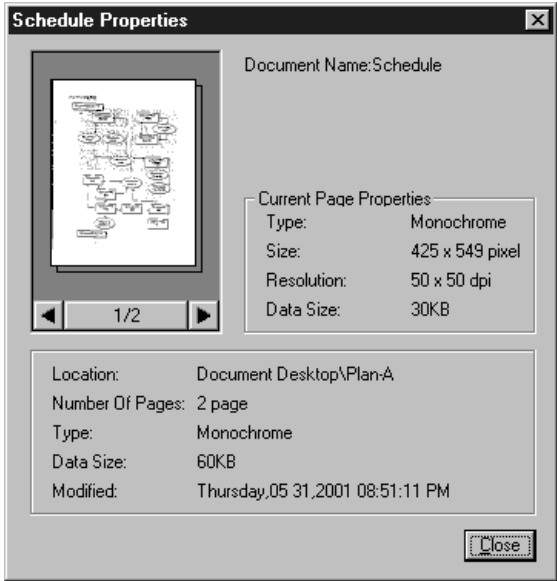 Schedule Properties
Document Name:Schedule
Current Page Properties
Type: Monochrome
Size: 425 x 549 pixel
Resolution: 50 x 50 dpi
Data Size: 30KB
1/2
Location: Document Desktop\Plan-A
Number Of Pages: 2 page
Type: Monochrome
Data Size: 60KB
Modified: Thursday,05 31,2001 08:51:11 PM
Close